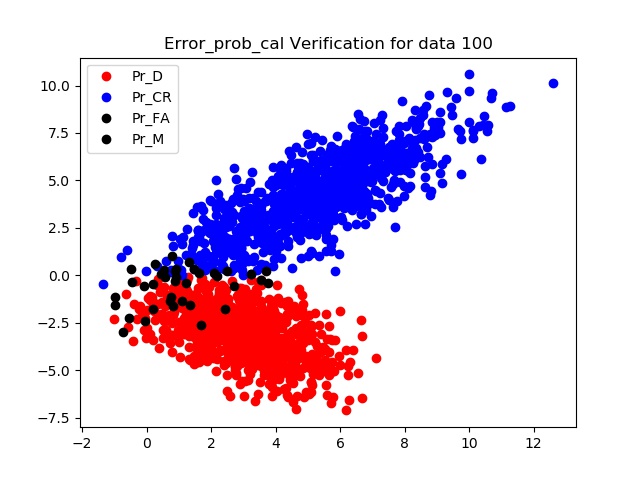 Error_prob_cal Verification for data 100
Pr_D
Pr_CR
Pr_FA
Pr_M
10.0
7.5
5.0
2.5
0.0
−2.5
−5.0
−7.5
−2 0 2 4 6 8 10 12